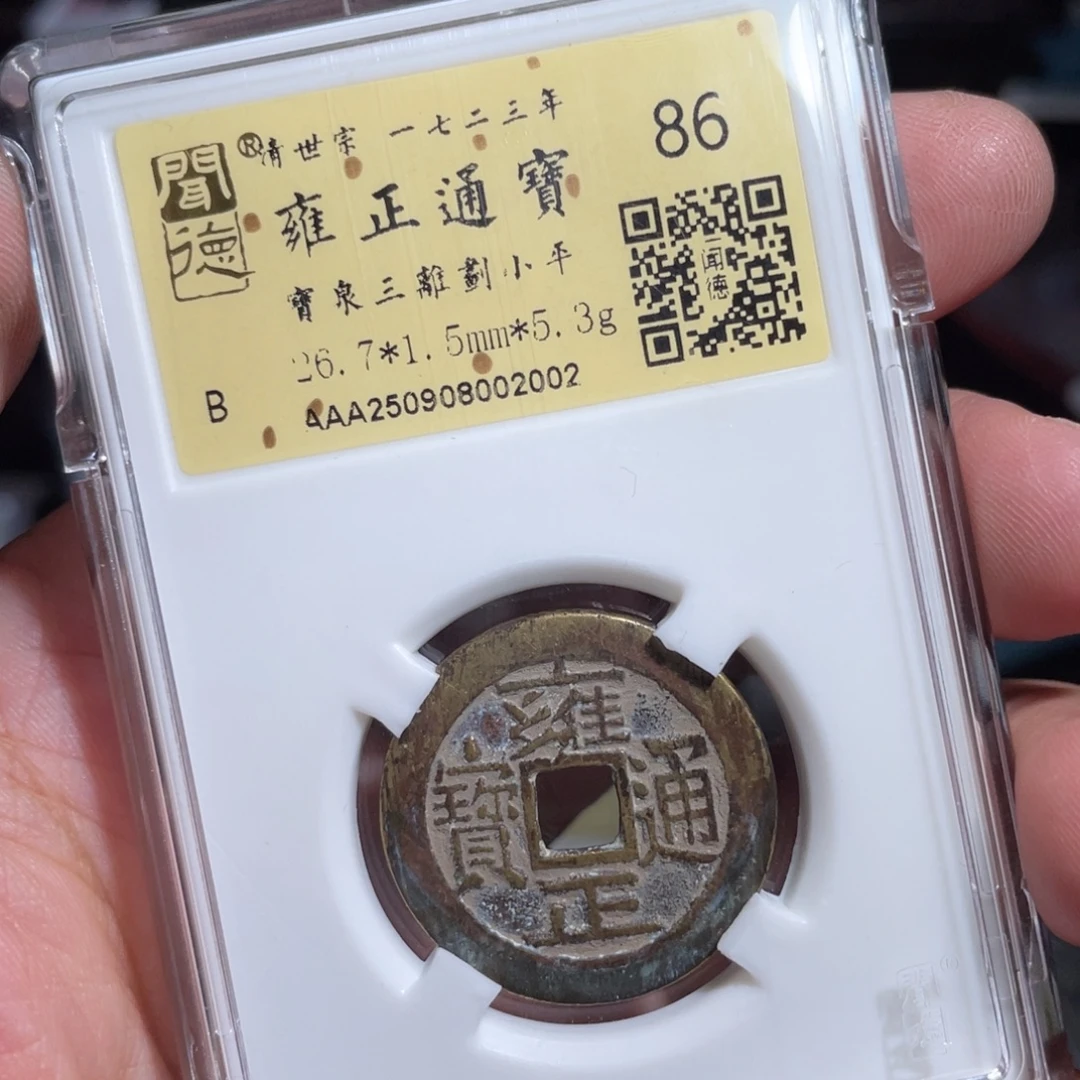 聞德®
清世宗 一七二三年
86
雍正通寶
寶泉三離劃小平
26.7*1.5mm*5.3g
B
AAA250908002002
闻德
雍正通寶